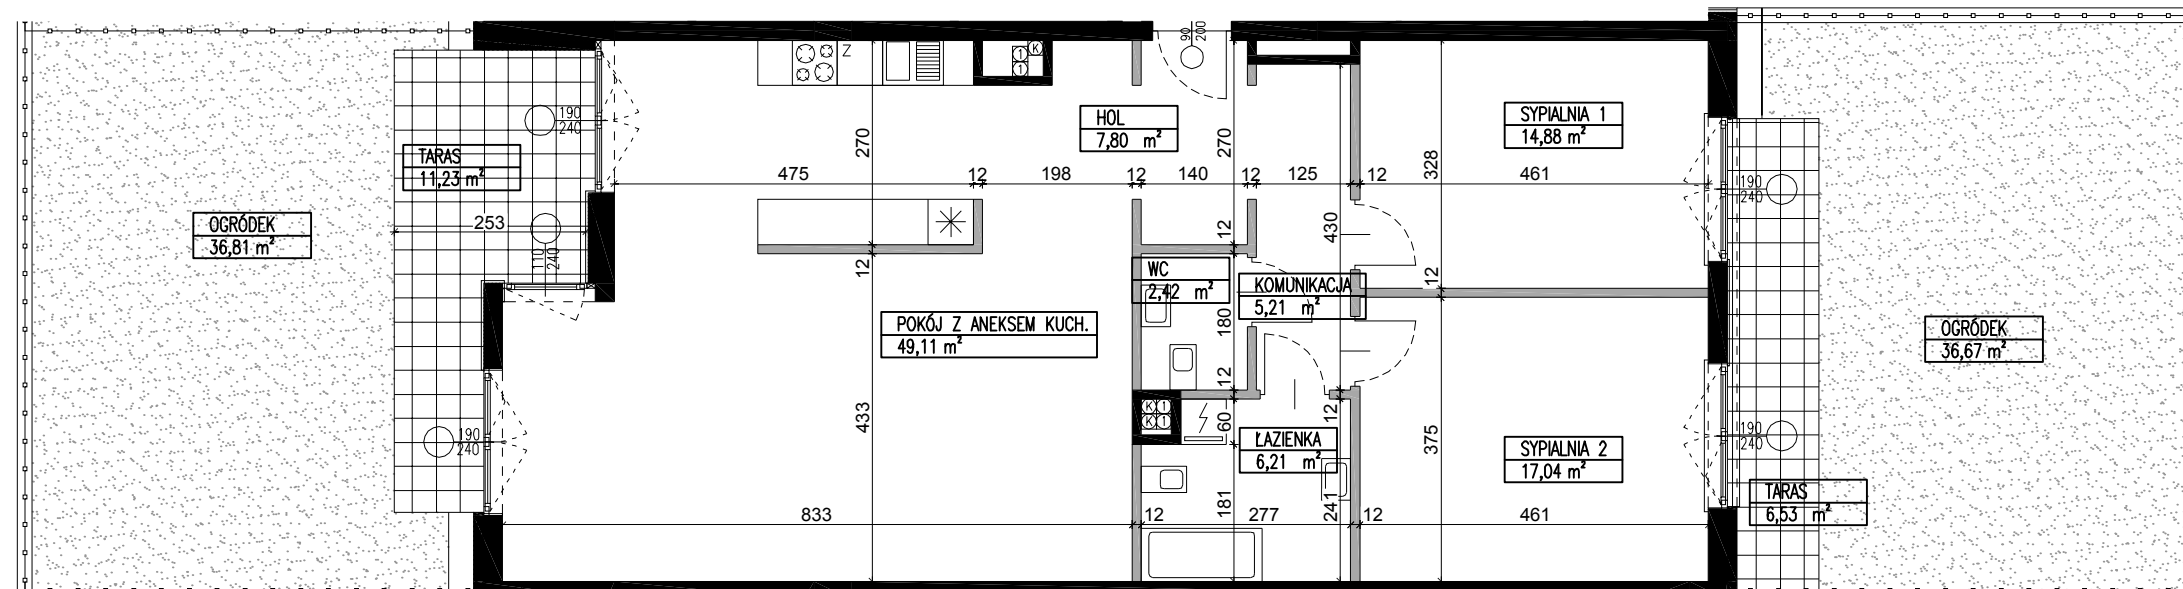 90
200
Z
K
1
1
190
240
HOL
7,80 m²
SYPIALNIA 1
14,88 m²
TARAS
11,23 m²
270
270
328
475
12
198
12
140
12
125
12
461
190
240
OGRÓDEK
36,81 m²
253
110
240
12
12
430
12
WC
2,42 m²
KOMUNIKACJA
5,21 m²
POKÓJ Z ANEKSEM KUCH.
49,11 m²
180
OGRÓDEK
36,67 m²
12
K 1
K 1
60
12
433
375
190
240
ŁAZIENKA
6,21 m²
SYPIALNIA 2
17,04 m²
190
240
181
241
TARAS
6,53 m²
833
12
277
12
461